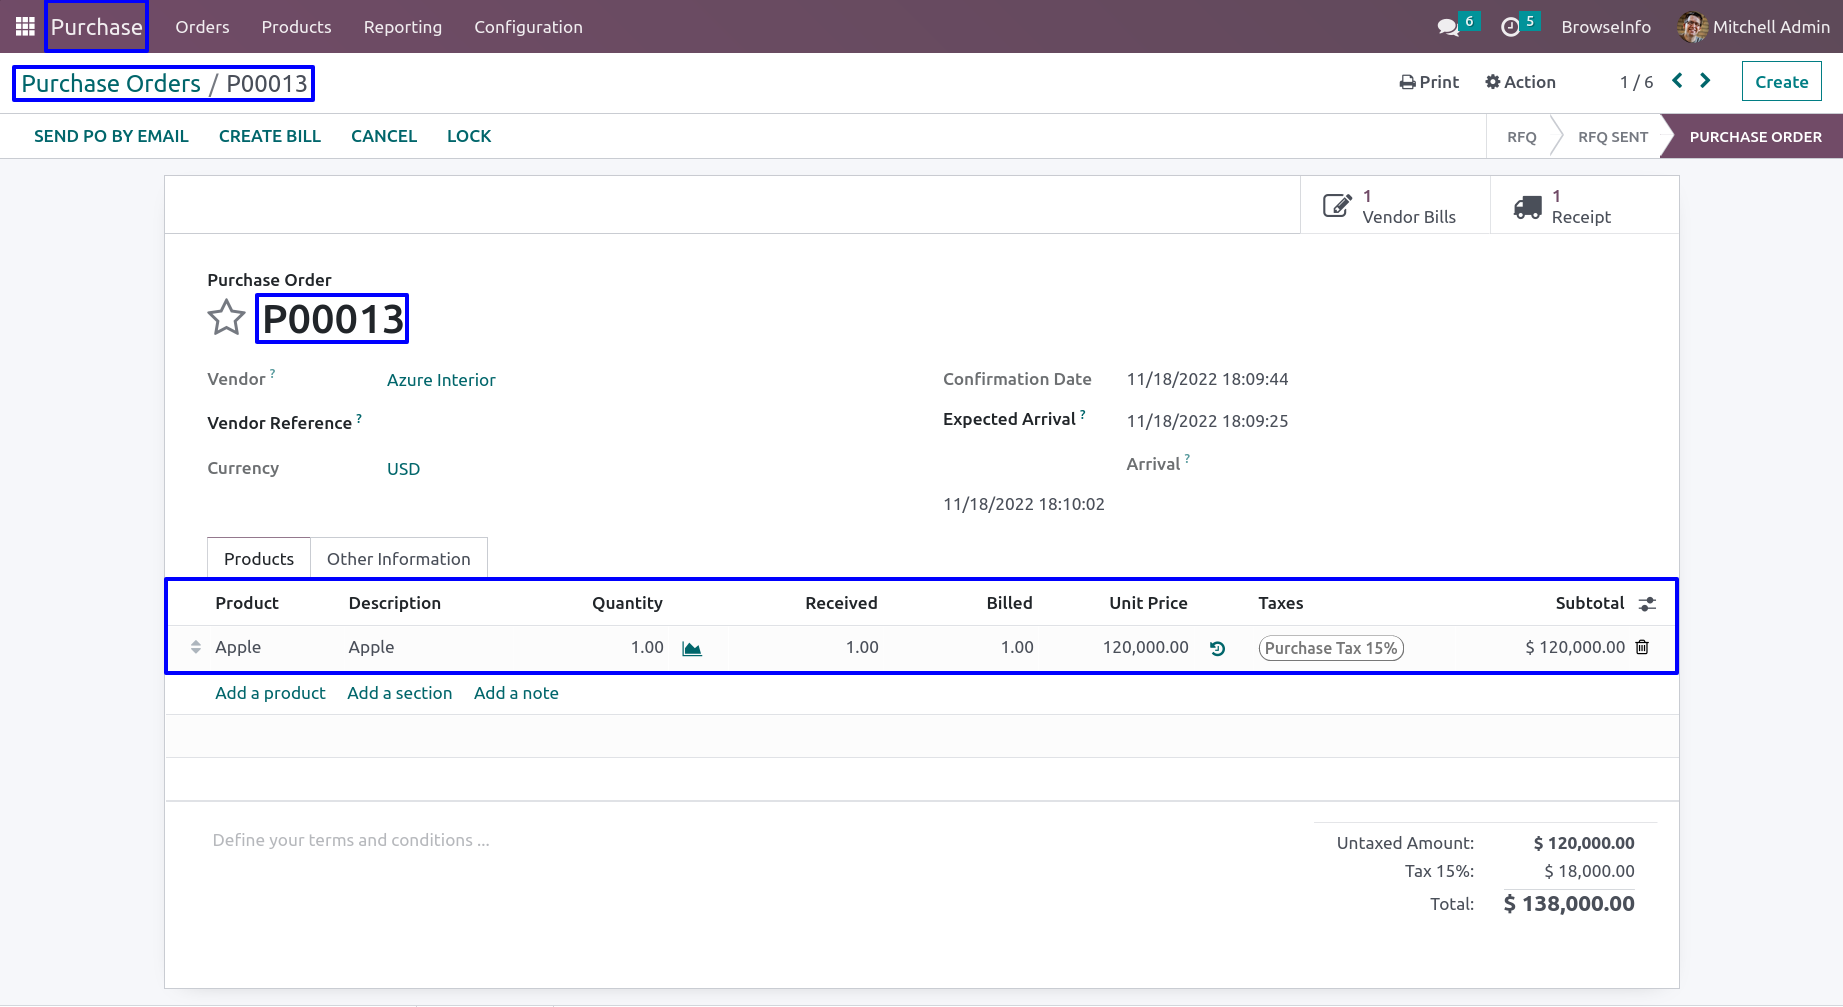 Purchase Orders Products Reporting Configuration 6 5 BrowseInfo Mitchell Admin
Purchase Orders / P00013 Print Action 1 / 6 Create
SEND PO BY EMAIL CREATE BILL CANCEL LOCK RFQ RFQ SENT PURCHASE ORDER
1 Vendor Bills
1 Receipt
Purchase Order
P00013
Vendor ? Azure Interior
Vendor Reference ?
Currency USD
Confirmation Date 11/18/2022 18:09:44
Expected Arrival ? 11/18/2022 18:09:25
Arrival ?
11/18/2022 18:10:02
Products Other Information
Product Description Quantity Received Billed Unit Price Taxes Subtotal
Apple Apple 1.00 1.00 1.00 120,000.00 Purchase Tax 15% $ 120,000.00
Add a product Add a section Add a note
Define your terms and conditions ...
Untaxed Amount: $ 120,000.00
Tax 15%: $ 18,000.00
Total: $ 138,000.00